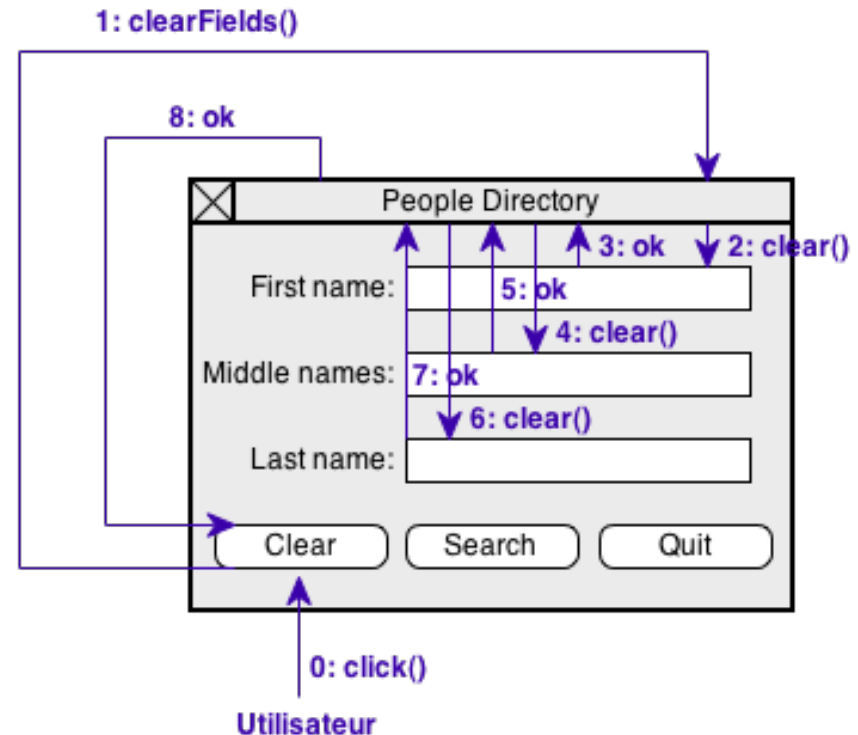 1: clearFields()
8: ok
People Directory
3: ok
2: clear()
First name:
5: ok
4: clear()
Middle names:
7: ok
6: clear()
Last name:
Clear
Search
Quit
0: click()
Utilisateur